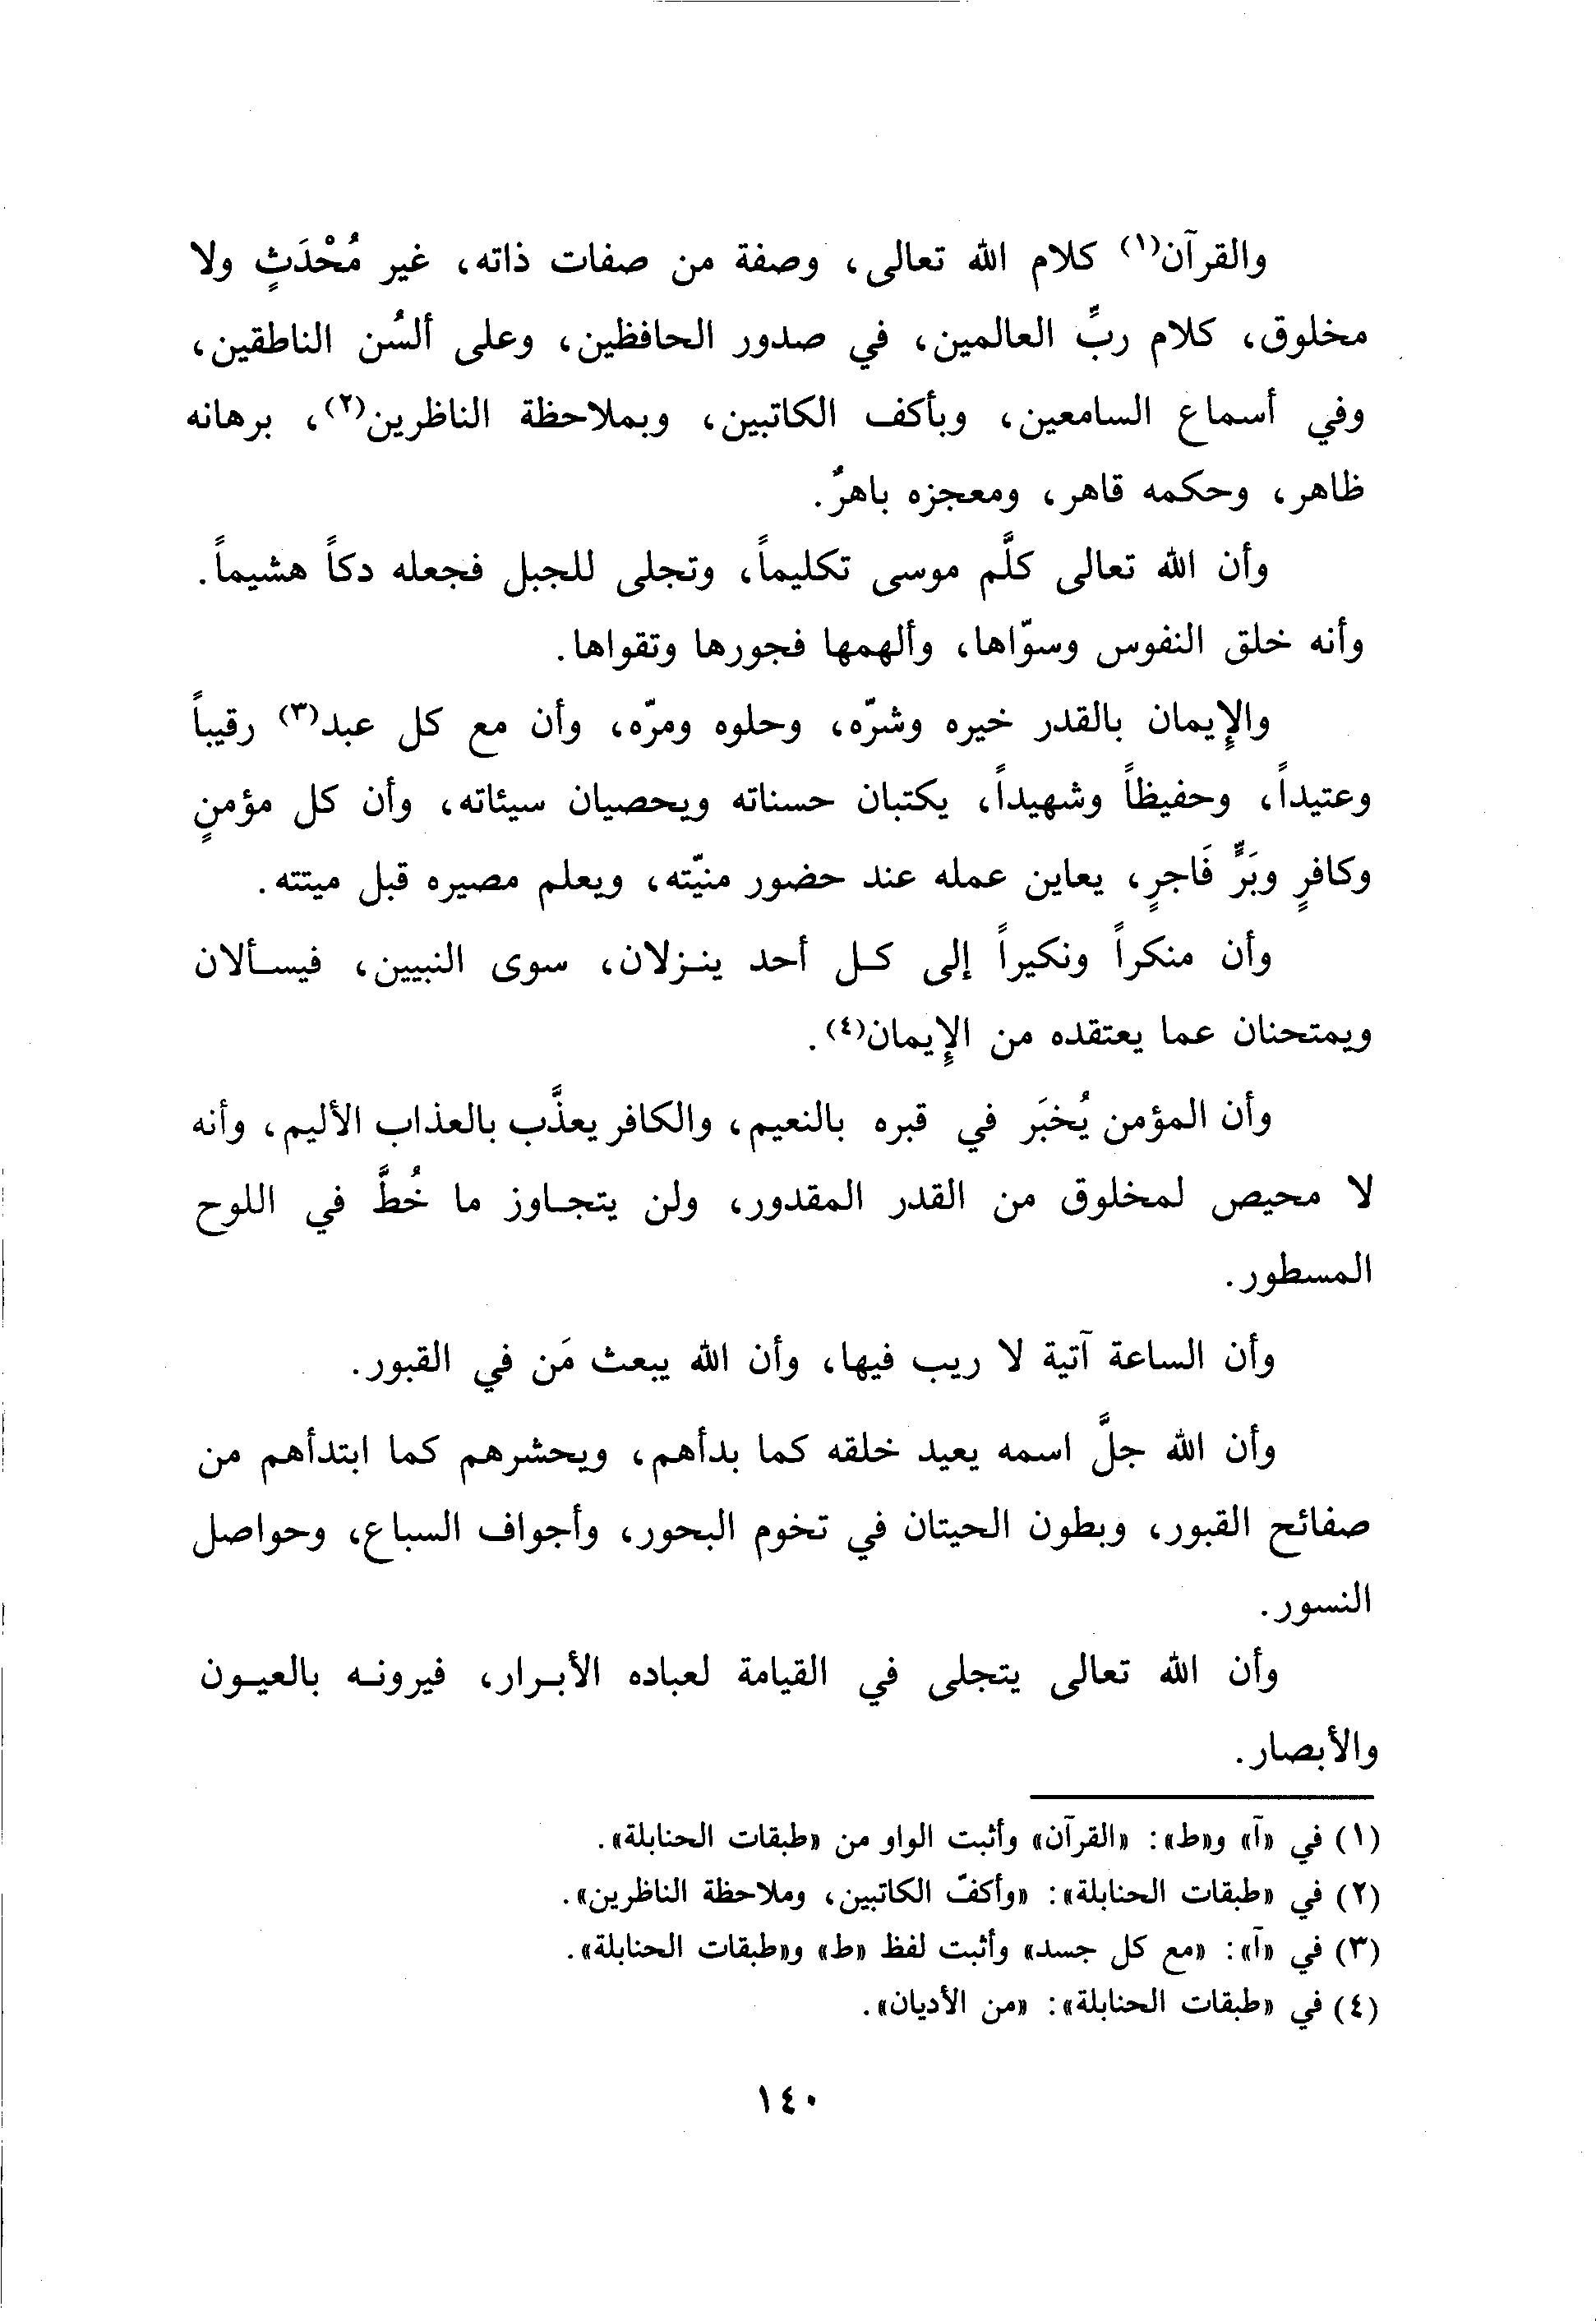 والقرآن(١) كلام الله تعالى، وصفة من صفات ذاته، غير مُحْدَثٍ ولا
مخلوق، كلام ربِّ العالمين، في صدور الحافظين، وعلى ألسُن الناطقين،
وفي أسماع السامعين، وبأكف الكاتبين، وبملاحظة الناظرين(٢)، برهانه
ظاهر، وحكمه قاهر، ومعجزه باهرٌ.
وأن الله تعالى كلَّم موسى تكليماً، وتجلى للجبل فجعله دكاً هشيماً.
وأنه خلق النفوس وسوّاها، وألهمها فجورها وتقواها.
والإيمان بالقدر خيره وشرّه، وحلوه ومرّه، وأن مع كل عبد(٣) رقيباً
وعتيداً، وحفيظاً وشهيداً، يكتبان حسناته ويحصيان سيئاته، وأن كل مؤمنٍ
وكافرٍ وبَرٍّ فَاجرٍ، يعاين عمله عند حضور منيّته، ويعلم مصيره قبل ميتته.
وأن منكراً ونكيراً إلى كل أحد ينزلان، سوى النبيين، فيسألان
ويمتحنان عما يعتقده من الإيمان(٤).
وأن المؤمن يُخبَر في قبره بالنعيم، والكافر يعذَّب بالعذاب الأليم، وأنه
لا محيص لمخلوق من القدر المقدور، ولن يتجاوز ما خُطَّ في اللوح
المسطور.
وأن الساعة آتية لا ريب فيها، وأن الله يبعث مَن في القبور.
وأن الله جلَّ اسمه يعيد خلقه كما بدأهم، ويحشرهم كما ابتدأهم من
صفائح القبور، وبطون الحيتان في تخوم البحور، وأجواف السباع، وحواصل
النسور.
وأن الله تعالى يتجلى في القيامة لعباده الأبرار، فيرونه بالعيون
والأبصار.
(١) في «آ» و«ط»: «القرآن» وأثبت الواو من «طبقات الحنابلة».
(٢) في «طبقات الحنابلة»: «وأكفّ الكاتبين، وملاحظة الناظرين».
(٣) في «آ»: «مع كل جسد» وأثبت لفظ «ط» و«طبقات الحنابلة».
(٤) في «طبقات الحنابلة»: «من الأديان».
١٤٠